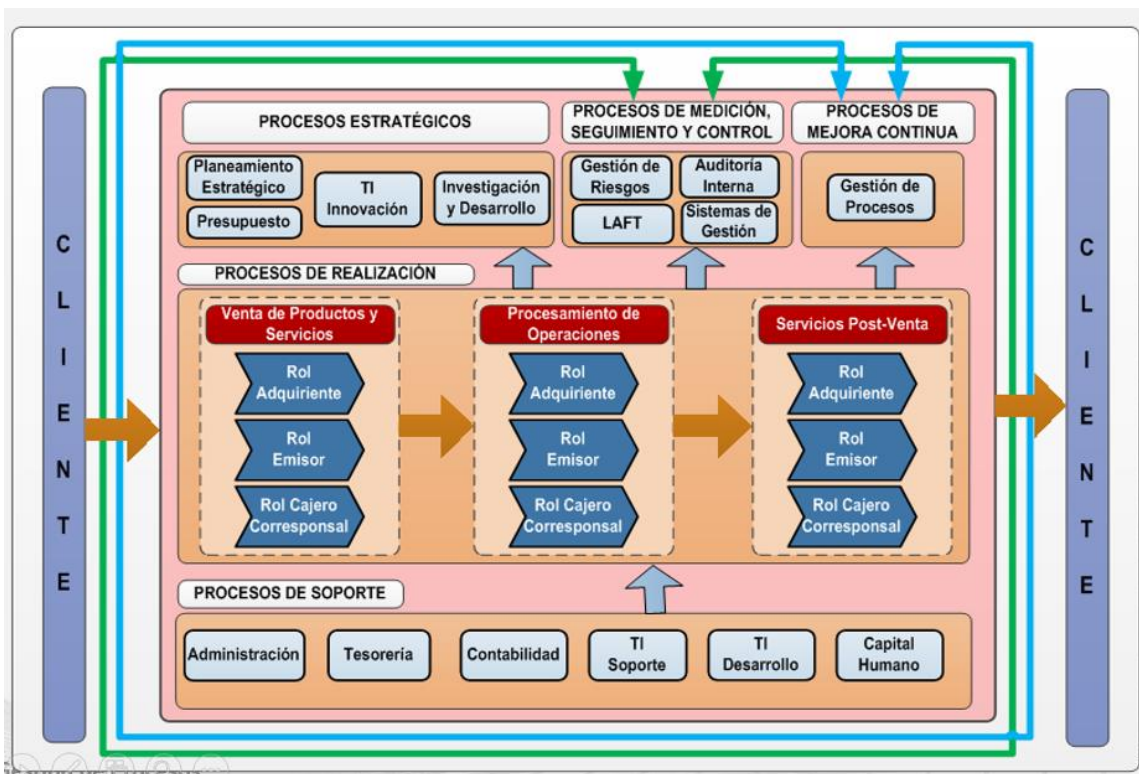 PROCESOS ESTRATÉGICOS
PROCESOS DE MEDICIÓN,
SEGUIMIENTO Y CONTROL
PROCESOS DE
MEJORA CONTINUA
Planeamiento
Estratégico
Presupuesto
TI
Innovación
Investigación
y Desarrollo
Gestión de
Riesgos
LAFT
Auditoría
Interna
Sistemas de
Gestión
Gestión de
Procesos
C
L
I
E
N
T
E
PROCESOS DE REALIZACIÓN
Venta de Productos y
Servicios
Rol
Adquiriente
Rol
Emisor
Rol Cajero
Corresponsal
Procesamiento de
Operaciones
Rol
Adquiriente
Rol
Emisor
Rol Cajero
Corresponsal
Servicios Post-Venta
Rol
Adquiriente
Rol
Emisor
Rol Cajero
Corresponsal
C
L
I
E
N
T
E
PROCESOS DE SOPORTE
Administración
Tesorería
Contabilidad
TI
Soporte
TI
Desarrollo
Capital
Humano